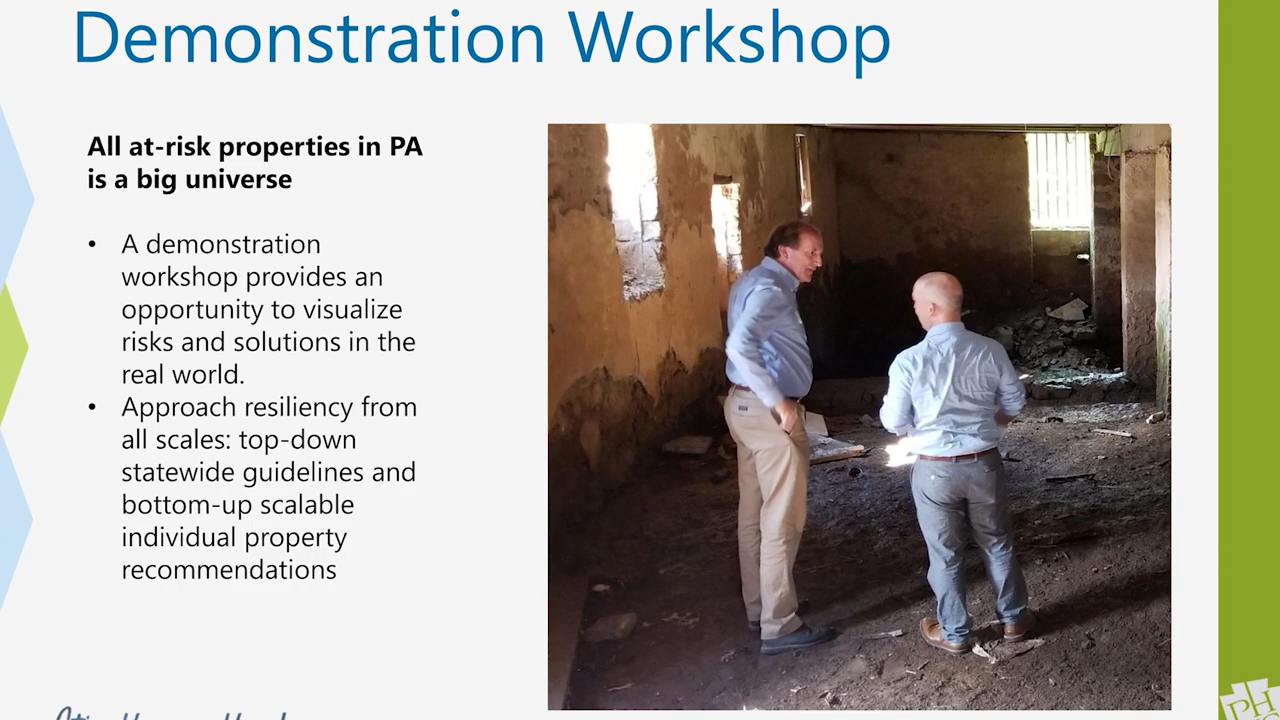 Demonstration Workshop
All at-risk properties in PA
is a big universe
• A demonstration
workshop provides an
opportunity to visualize
risks and solutions in the
real world.
• Approach resiliency from
all scales: top-down
statewide guidelines and
bottom-up scalable
individual property
recommendations
PH